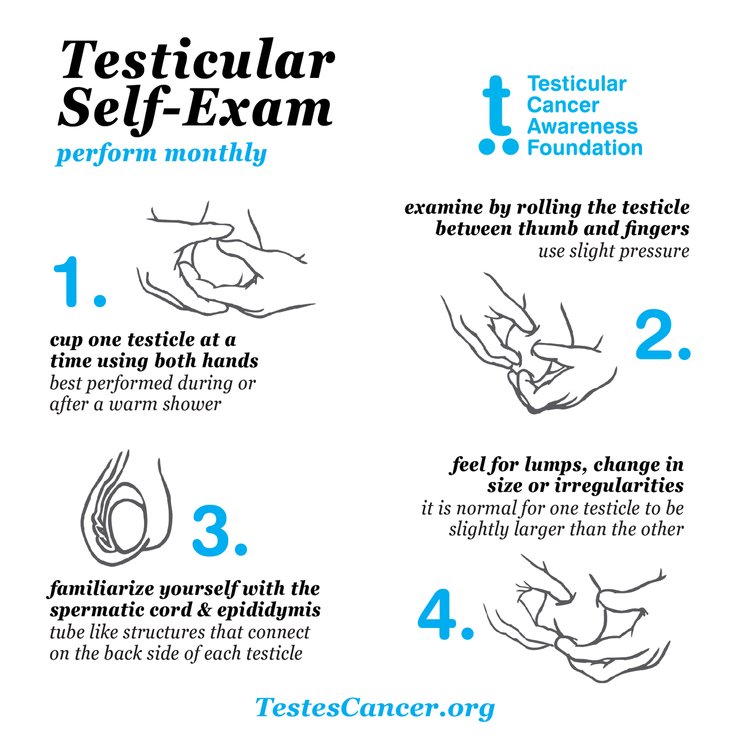 Testicular
Self-Exam
perform monthly
Testicular
Cancer
Awareness
Foundation
1.
cup one testicle at a
time using both hands
best performed during or
after a warm shower
examine by rolling the testicle
between thumb and fingers
use slight pressure
2.
3.
familiarize yourself with the
spermatic cord & epididymis
tube like structures that connect
on the back side of each testicle
feel for lumps, change in
size or irregularities
it is normal for one testicle to be
slightly larger than the other
4.
TestesCancer.org